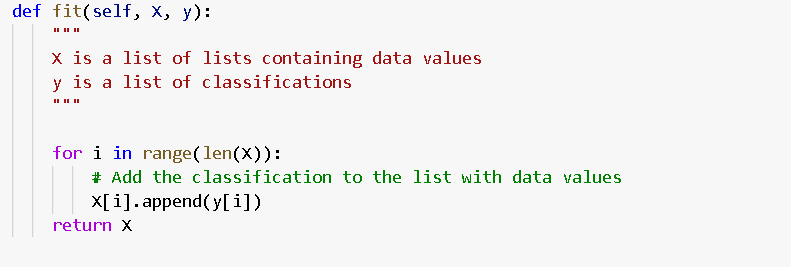 def fit(self, X, y):
    """
    X is a list of lists containing data values
    y is a list of classifications
    """

    for i in range(len(X)):
        # Add the classification to the list with data values
        X[i].append(y[i])
    return X